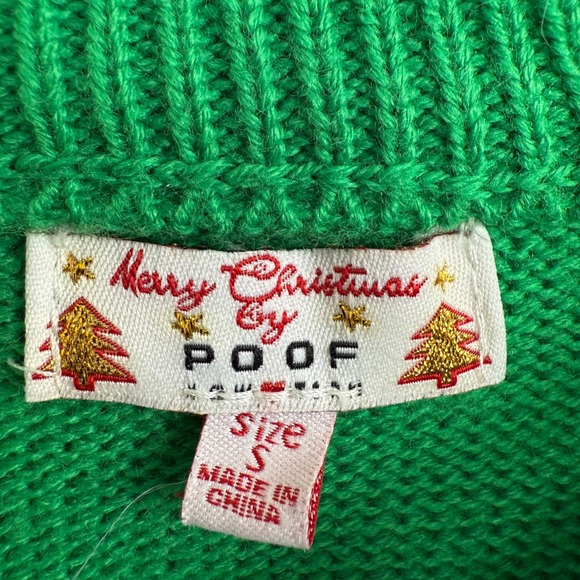 Merry Christmas
by
POOF
Size
S
MADE IN
CHINA